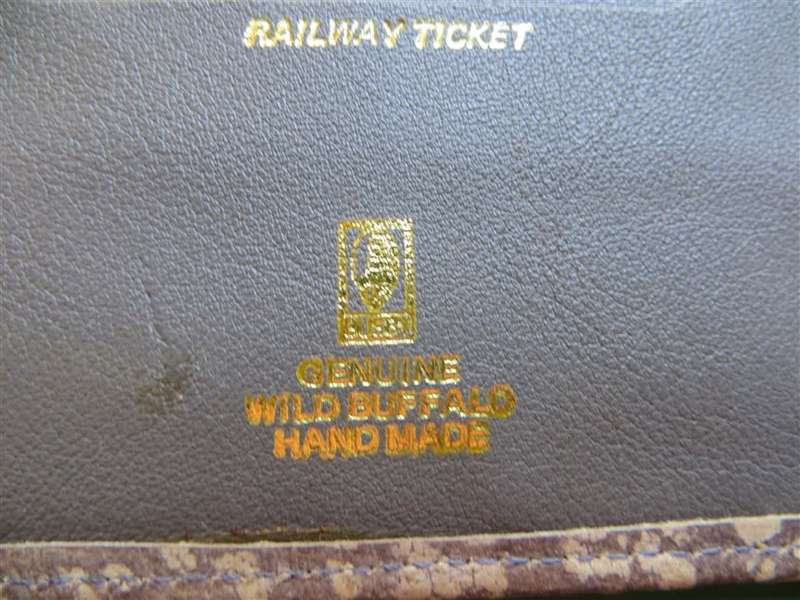 RAILWAY TICKET
GENUINE
WILD BUFFALO
HAND MADE